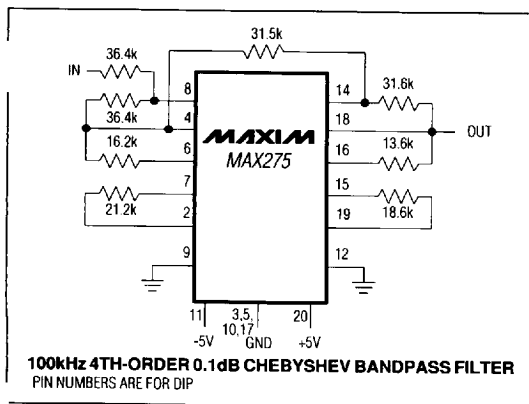 31.5k
36.4k
IN
36.4k
16.2k
21.2k
8
4
6
7
2
9
MAXIM
MAX275
14
18
16
15
19
12
31.6k
OUT
13.6k
18.6k
11
-5V
3,5,
10,17
GND
20
+5V
100kHz 4TH-ORDER 0.1dB CHEBYSHEV BANDPASS FILTER
PIN NUMBERS ARE FOR DIP